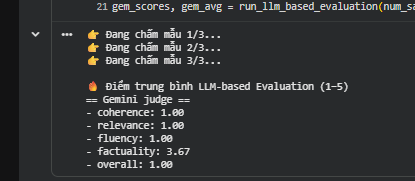 21 gem_scores, gem_avg = run_llm_based_evaluation(num_sa
👉 Đang chấm mẫu 1/3...
👉 Đang chấm mẫu 2/3...
👉 Đang chấm mẫu 3/3...
🔥 Điểm trung bình LLM-based Evaluation (1–5)
== Gemini judge ==
- coherence: 1.00
- relevance: 1.00
- fluency: 1.00
- factuality: 3.67
- overall: 1.00